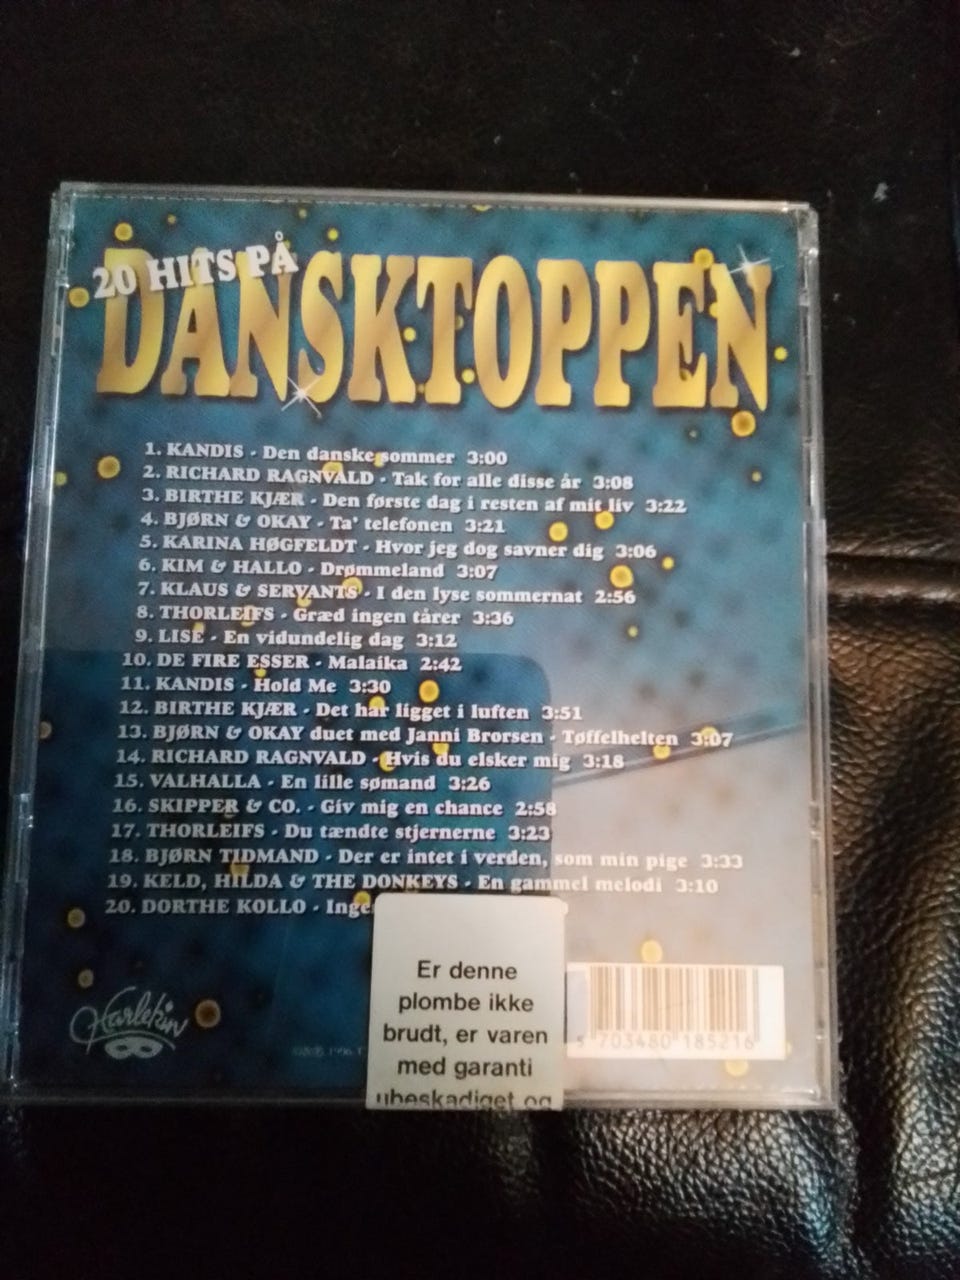 20 HITS PÅ
DANSKTOPPEN
1. KANDIS - Den danske sommer 3:00
2. RICHARD RAGNVALD - Tak for alle disse år 3:08
3. BIRTHE KJÆR - Den første dag i resten af mit liv 3:22
4. BJØRN & OKAY - Ta' telefonen 3:21
5. KARINA HØGFELDT - Hvor jeg dog savner dig 3:06
6. KIM & HALLO - Drømmeland 3:07
7. KLAUS & SERVANTS - I den lyse sommernat 2:56
8. THORLEIFS - Græd ingen tårer 3:36
9. LISE - En vidundelig dag 3:12
10. DE FIRE ESSER - Malaika 2:42
11. KANDIS - Hold Me 3:30
12. BIRTHE KJÆR - Det har ligget i luften 3:51
13. BJØRN & OKAY duet med Janni Brorsen - Tøffelhelten 3:07
14. RICHARD RAGNVALD - Hvis du elsker mig 3:18
15. VALHALLA - En lille sømand 3:26
16. SKIPPER & CO. - Giv mig en chance 2:58
17. THORLEIFS - Du tændte stjernerne 3:23
18. BJØRN TIDMAND - Der er intet i verden, som min pige 3:33
19. KELD, HILDA & THE DONKEYS - En gammel melodi 3:10
20. DORTHE KOLLO - Inge
Er denne
plombe ikke
brudt, er varen
med garanti
ubeskadiget og
Harlekin
5 703480 185216